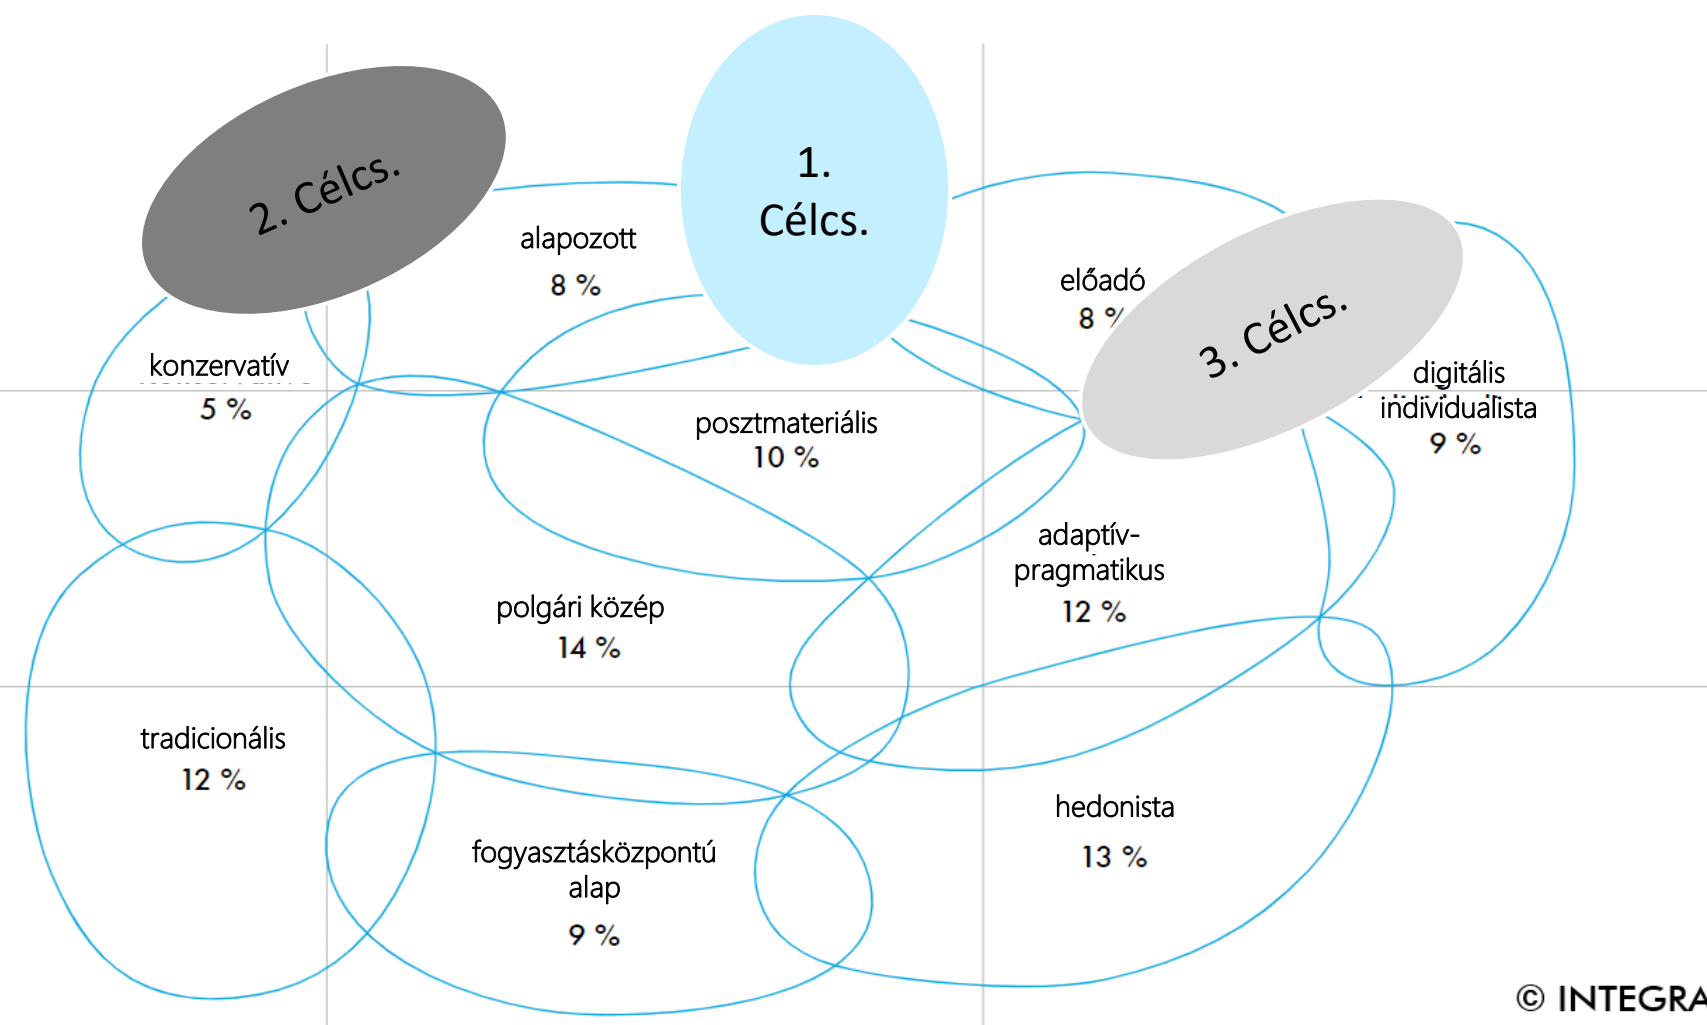 2. Célcs.
1.
Célcs.
3. Célcs.
alapozott
8 %
előadó
8 %
konzervatív
5 %
digitális
individualista
9 %
posztmateriális
10 %
adaptív-
pragmatikus
12 %
polgári közép
14 %
tradicionális
12 %
hedonista
13 %
fogyasztásközpontú
alap
9 %
© INTEGRA